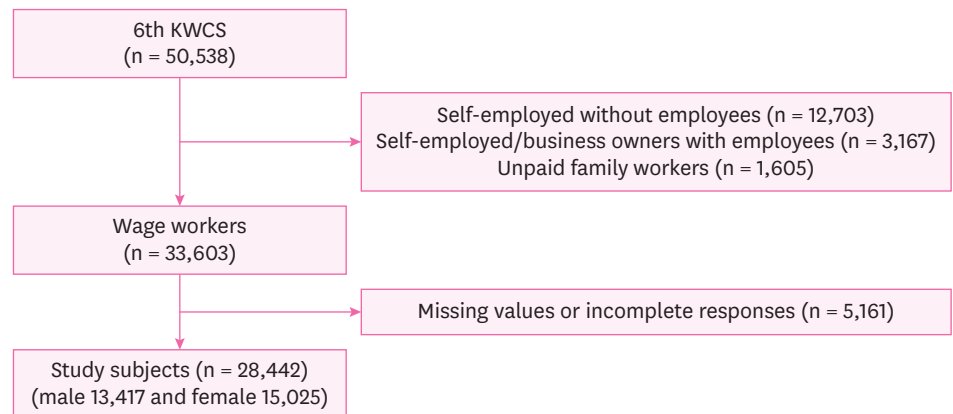 6th KWCS
(n = 50,538)
Self-employed without employees (n = 12,703)
Self-employed/business owners with employees (n = 3,167)
Unpaid family workers (n = 1,605)
Wage workers
(n = 33,603)
Missing values or incomplete responses (n = 5,161)
Study subjects (n = 28,442)
(male 13,417 and female 15,025)